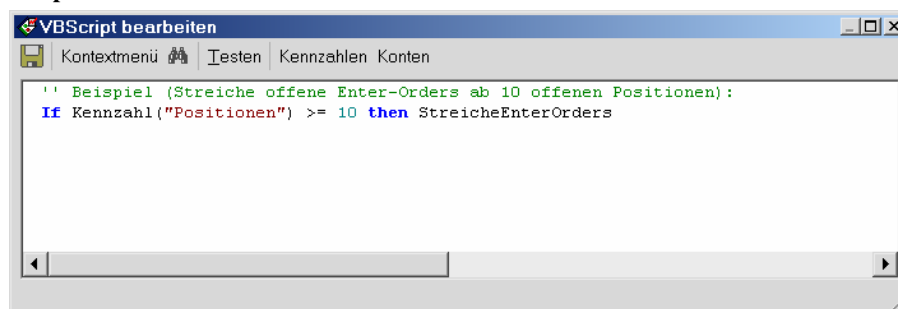 VBScript bearbeiten
Kontextmenü Testen Kennzahlen Konten
'' Beispiel (Streiche offene Enter-Orders ab 10 offenen Positionen):
If Kennzahl("Positionen") >= 10 then StreicheEnterOrders